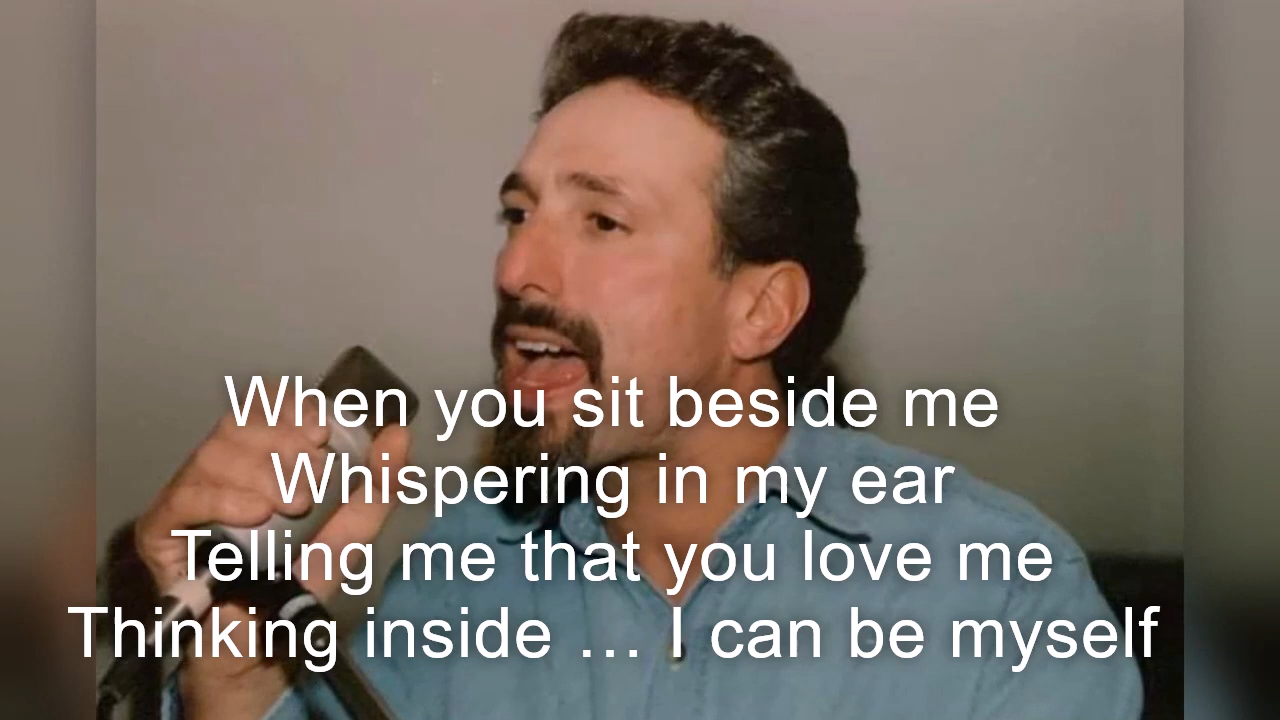 When you sit beside me
Whispering in my ear
Telling me that you love me
Thinking inside ... I can be myself